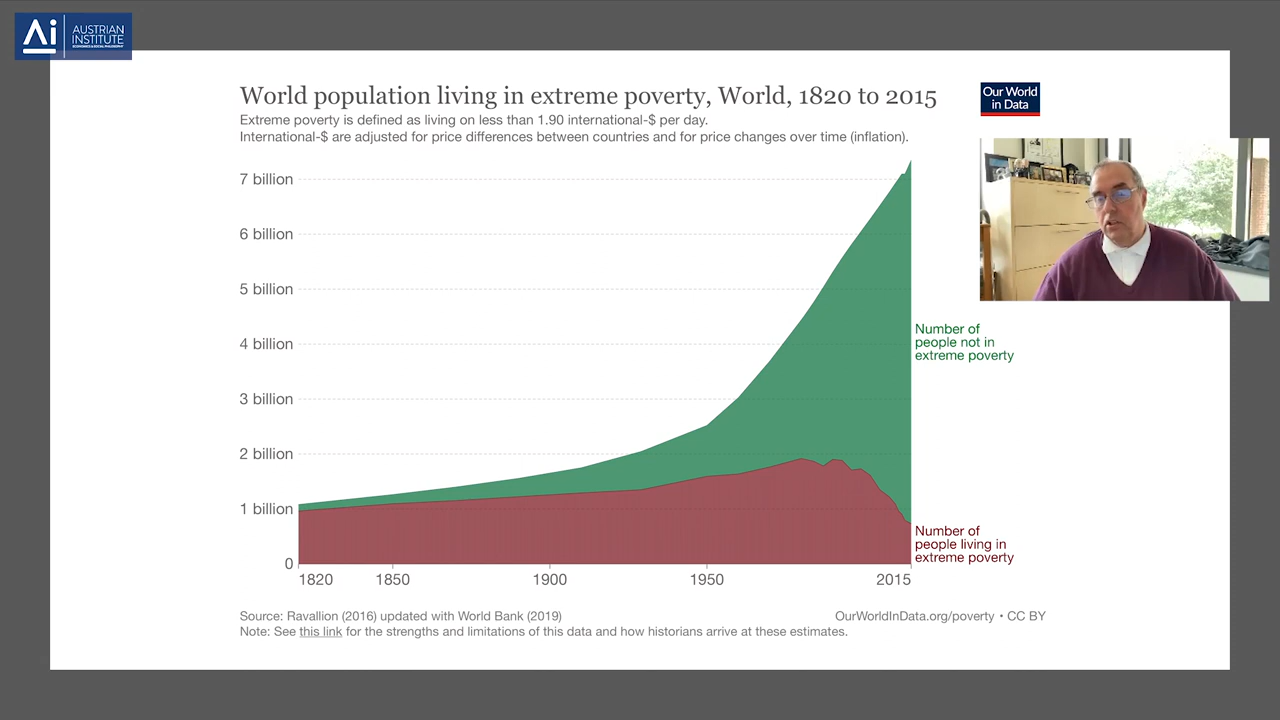 Ai
AUSTRIAN
INSTITUTE
ECONOMICS & SOCIAL PHILOSOPHY
World population living in extreme poverty, World, 1820 to 2015
Extreme poverty is defined as living on less than 1.90 international-$ per day.
International-$ are adjusted for price differences between countries and for price changes over time (inflation).
Our World
in Data
7 billion
6 billion
5 billion
4 billion
3 billion
2 billion
1 billion
0
1820
1850
1900
1950
2015
Number of
people not in
extreme poverty
Number of
people living in
extreme poverty
Source: Ravallion (2016) updated with World Bank (2019)
OurWorldInData.org/poverty • CC BY
Note: See this link for the strengths and limitations of this data and how historians arrive at these estimates.